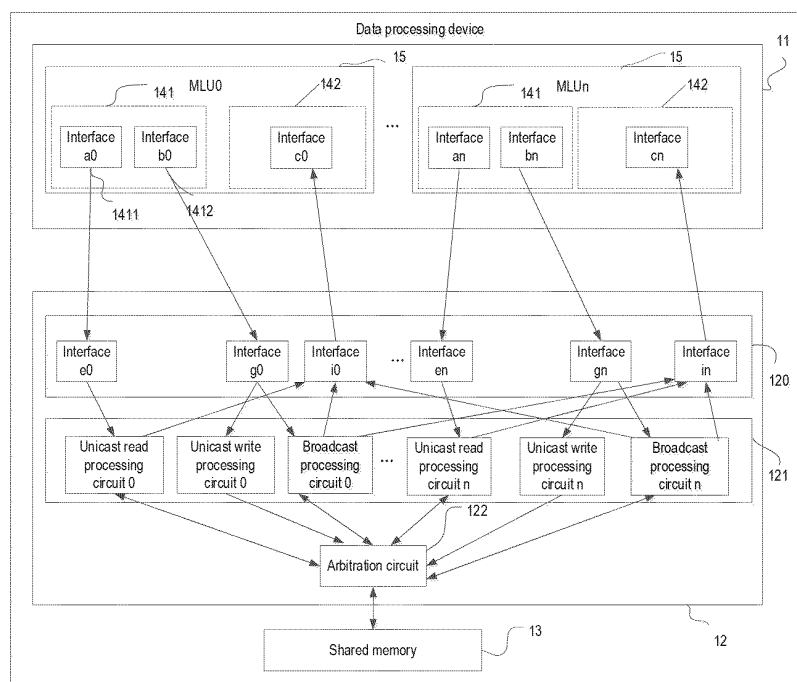 Data processing device
11
15
15
141
MLU0
142
141
MLUn
142
Interface
a0
Interface
b0
Interface
c0
...
Interface
an
Interface
bn
Interface
cn
1411
1412
Interface
e0
Interface
g0
Interface
i0
...
Interface
en
Interface
gn
Interface
in
120
Unicast read
processing
circuit 0
Unicast write
processing
circuit 0
Broadcast
processing
circuit 0
...
Unicast read
processing
circuit n
Unicast write
processing
circuit n
Broadcast
processing
circuit n
121
122
Arbitration circuit
12
Shared memory
13